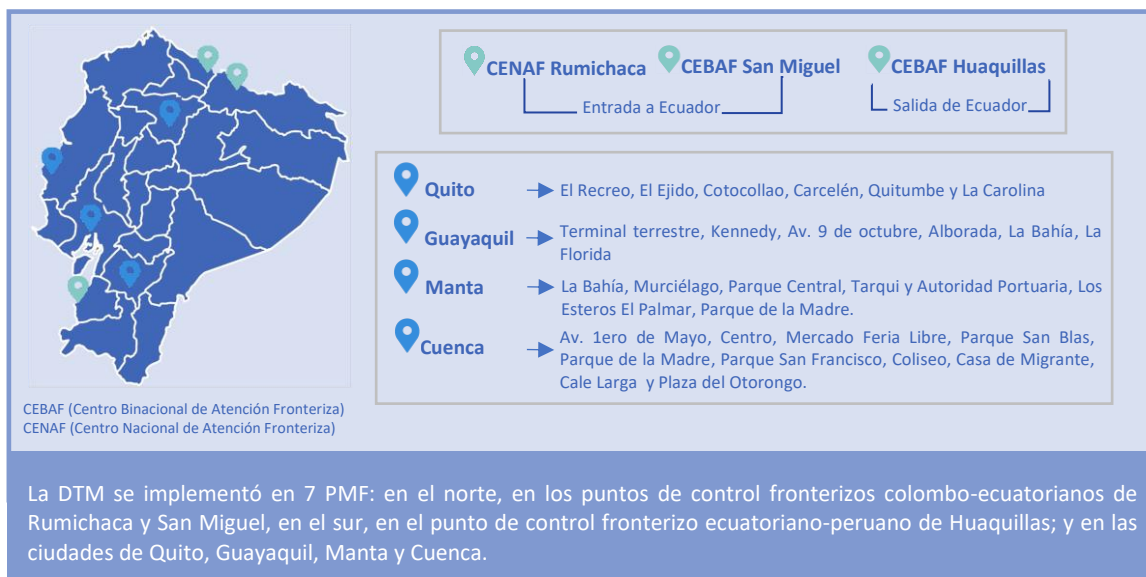 CENAF Rumichaca CEBAF San Miguel CEBAF Huaquillas
Entrada a Ecuador Salida de Ecuador
Quito El Recreo, El Ejido, Cotocollao, Carcelén, Quitumbe y La Carolina
Guayaquil Terminal terrestre, Kennedy, Av. 9 de octubre, Alborada, La Bahía, La
Florida
Manta La Bahía, Murciélago, Parque Central, Tarqui y Autoridad Portuaria, Los
Esteros El Palmar, Parque de la Madre.
Cuenca Av. 1ero de Mayo, Centro, Mercado Feria Libre, Parque San Blas,
Parque de la Madre, Parque San Francisco, Coliseo, Casa de Migrante,
Cale Larga y Plaza del Otorongo.
CEBAF (Centro Binacional de Atención Fronteriza)
CENAF (Centro Nacional de Atención Fronteriza)
La DTM se implementó en 7 PMF: en el norte, en los puntos de control fronterizos colombo-ecuatorianos de
Rumichaca y San Miguel, en el sur, en el punto de control fronterizo ecuatoriano-peruano de Huaquillas; y en las
ciudades de Quito, Guayaquil, Manta y Cuenca.